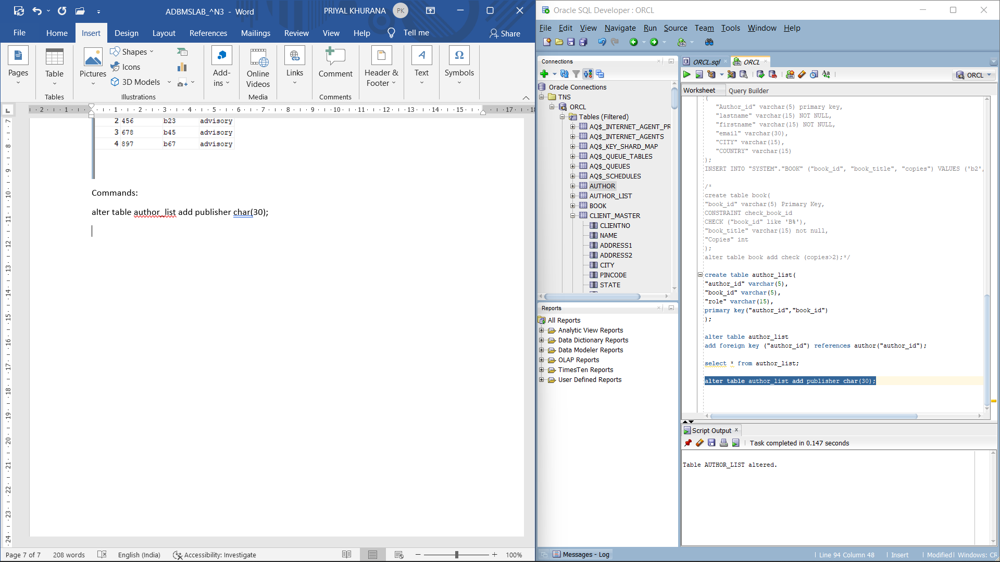 ADBMSLAB_^N3 - Word
PRIYAL KHURANA
PK
File
Home
Insert
Design
Layout
References
Mailings
Review
View
Help
Tell me
Share
Pages
Table
Tables
Pictures
Shapes
Icons
3D Models
Illustrations
Add-
ins
Online
Videos
Media
Links
Comment
Comments
Header &
Footer
Text
Symbols
2 456 b23 advisory
3 678 b45 advisory
4 897 b67 advisory
Commands:
alter table author_list add publisher char(30);
Page 7 of 7
208 words
English (India)
Accessibility: Investigate
100%
Oracle SQL Developer : ORCL
File Edit View Navigate Run Source Team Tools Window Help
Connections
Oracle Connections
TNS
ORCL
Tables (Filtered)
AQ$_INTERNET_AGENT_PR
AQ$_INTERNET_AGENTS
AQ$_KEY_SHARD_MAP
AQ$_QUEUE_TABLES
AQ$_QUEUES
AQ$_SCHEDULES
AUTHOR
AUTHOR_LIST
BOOK
CLIENT_MASTER
CLIENTNO
NAME
ADDRESS1
ADDRESS2
CITY
PINCODE
STATE
Reports
All Reports
Analytic View Reports
Data Dictionary Reports
Data Modeler Reports
OLAP Reports
TimesTen Reports
User Defined Reports
ORCL.sql
ORCL
ORCL
Worksheet
Query Builder
(
"Author_id" varchar(5) primary key,
"lastname" varchar(15) NOT NULL,
"firstname" varchar(15) NOT NULL,
"email" varchar(30),
"CITY" varchar(15),
"COUNTRY" varchar(15)
);
INSERT INTO "SYSTEM"."BOOK" ("book_id", "book_title", "copies") VALUES ('b2',
/*
create table book(
"book_id" varchar(5) Primary Key,
CONSTRAINT check_book_id
CHECK ("book_id" like 'B%'),
"book_title" varchar(15) not null,
"Copies" int
);
alter table book add check (copies>2);*/
create table author_list(
"author_id" varchar(5),
"book_id" varchar(5),
"role" varchar(15),
primary key("author_id","book_id")
);
alter table author_list
add foreign key ("author_id") references author("author_id");
select * from author_list;
alter table author_list add publisher char(30);
Script Output
Task completed in 0.147 seconds
Table AUTHOR_LIST altered.
Messages - Log
Line 94 Column 48
Insert
Modified
Windows: CR